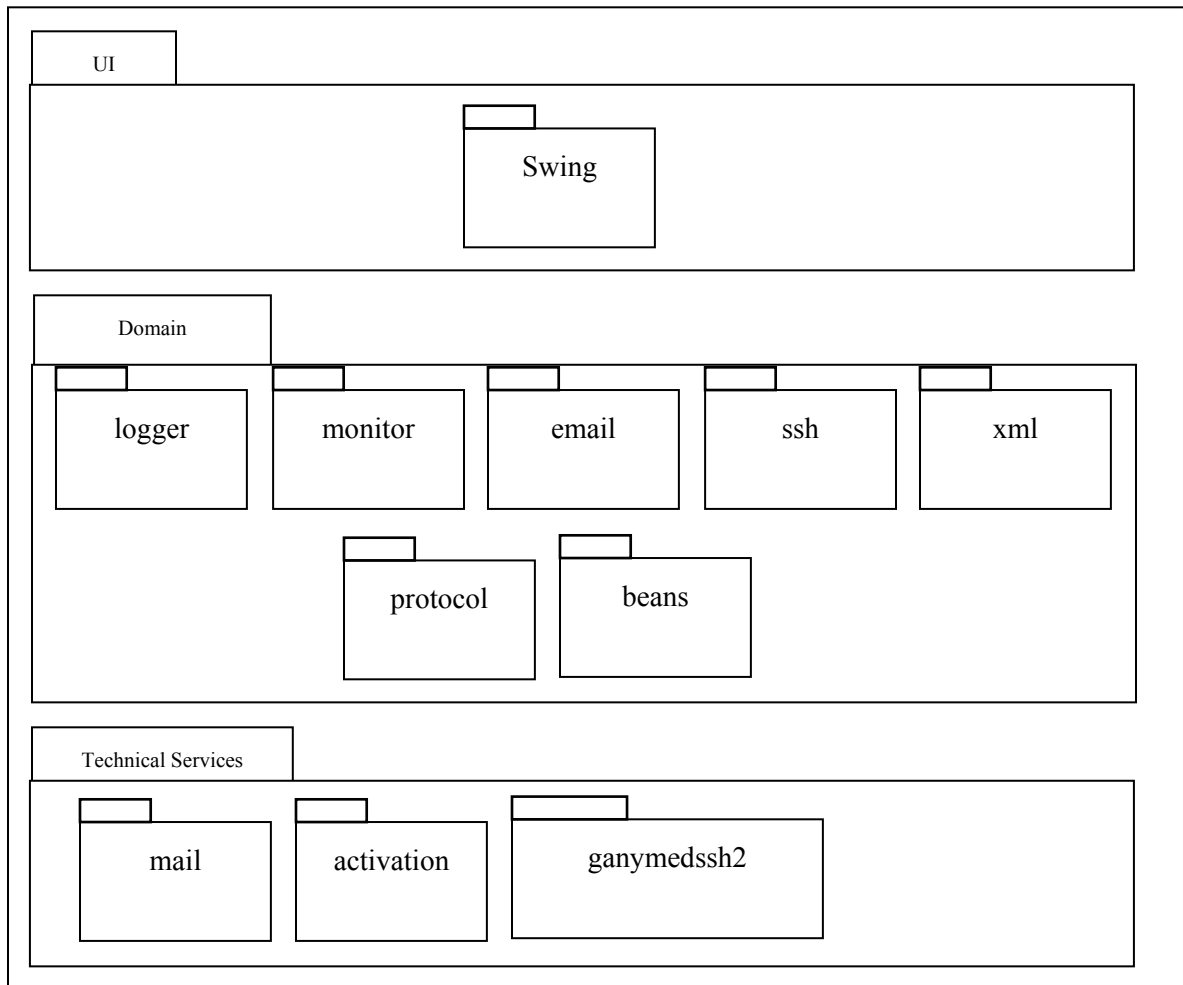 UI
Swing
Domain
logger
monitor
email
ssh
xml
protocol
beans
Technical Services
mail
activation
ganymedssh2